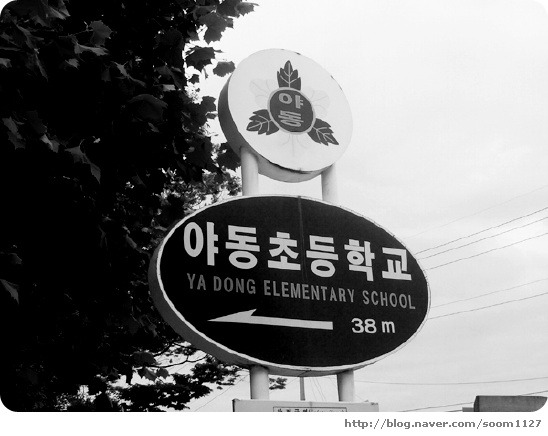 야
동
야동초등학교
YA DONG ELEMENTARY SCHOOL
38 m
http://blog.naver.com/soom1127